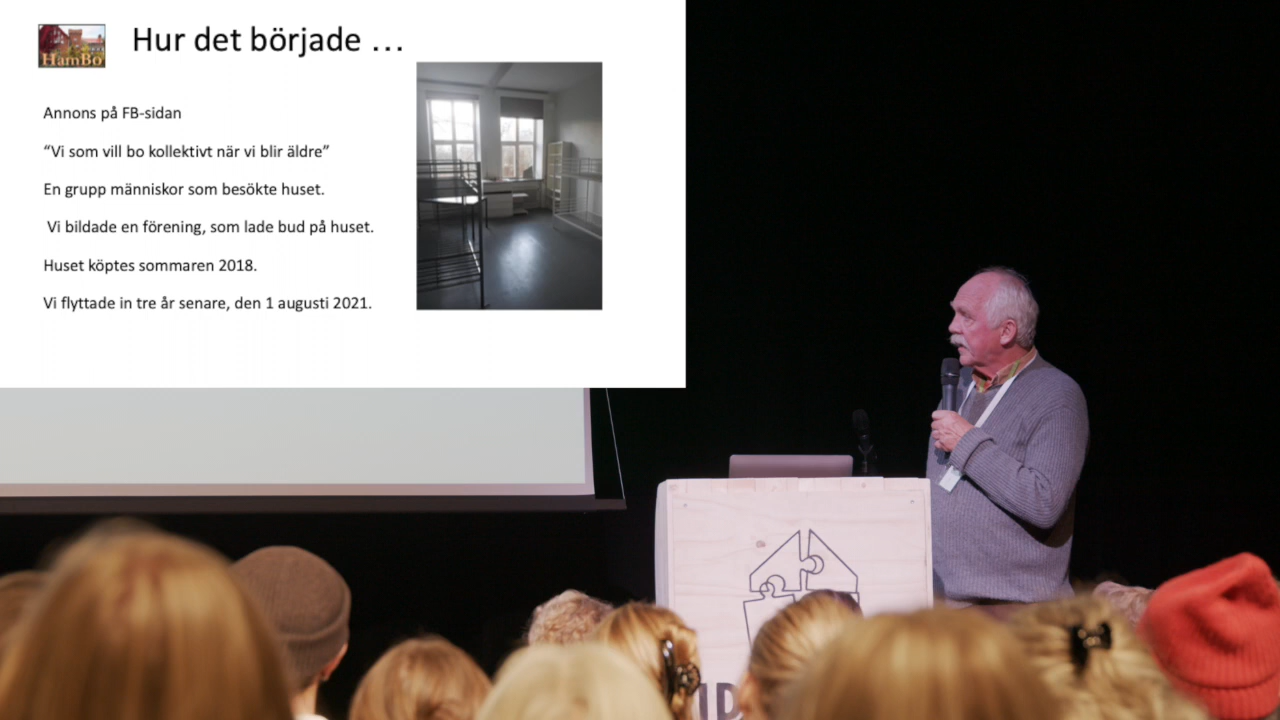 HamBo
Hur det började …
Annons på FB-sidan
“Vi som vill bo kollektivt när vi blir äldre”
En grupp människor som besökte huset.
Vi bildade en förening, som lade bud på huset.
Huset köptes sommaren 2018.
Vi flyttade in tre år senare, den 1 augusti 2021.